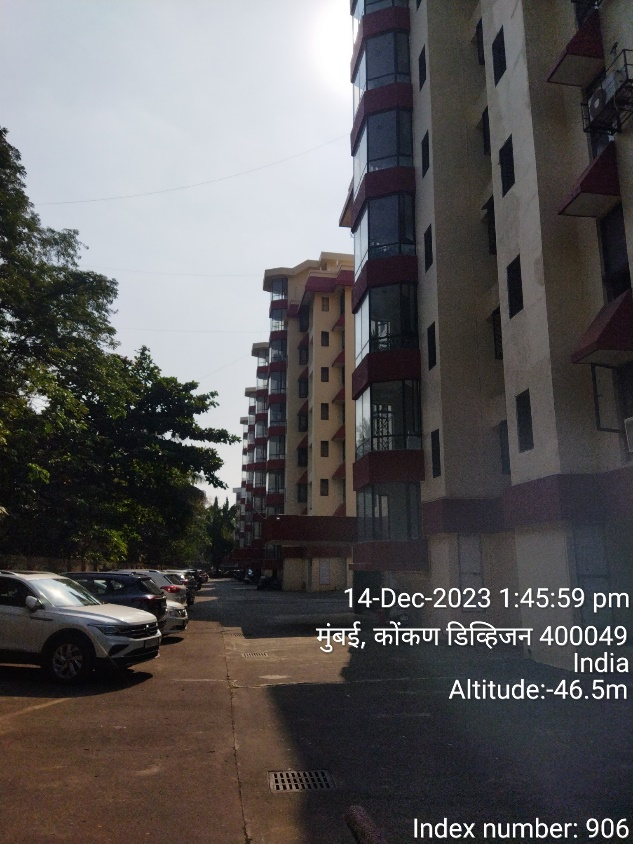 14-Dec-2023 1:45:59 pm
मुंबई, कोंकण डिव्हिजन 400049
India
Altitude:-46.5m
Index number: 906